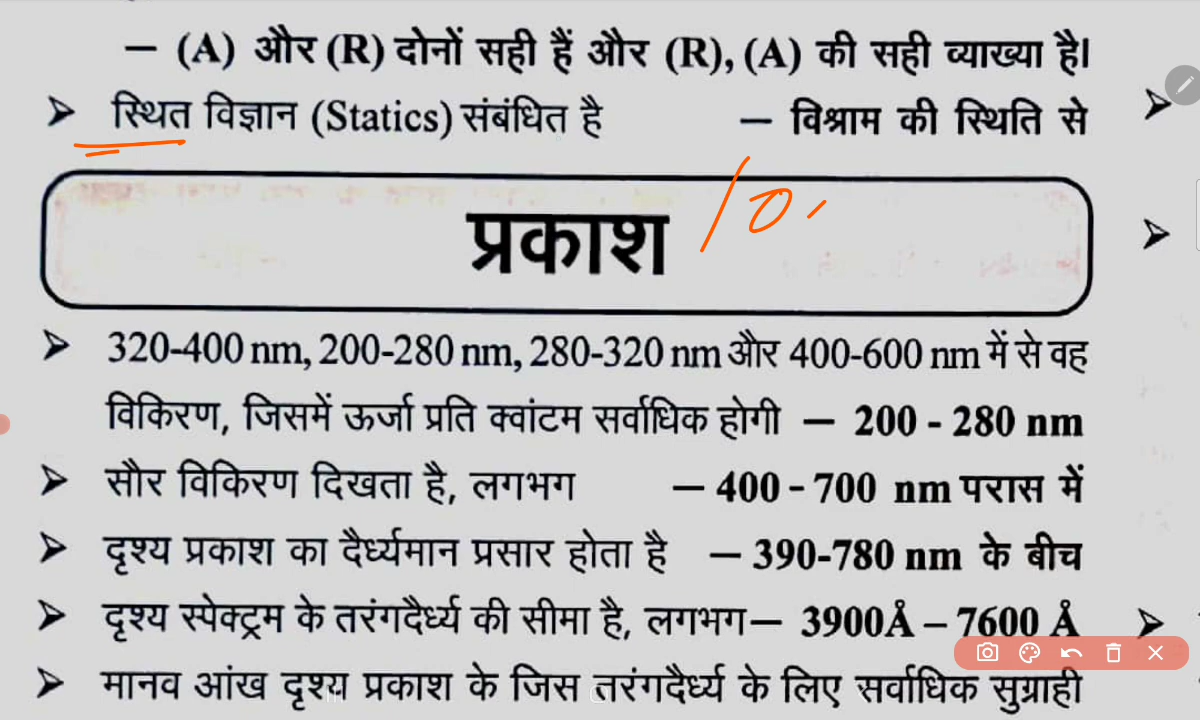 – (A) और (R) दोनों सही हैं और (R), (A) की सही व्याख्या है।
➤ स्थित विज्ञान (Statics) संबंधित है – विश्राम की स्थिति से
प्रकाश
➤ 320-400 nm, 200-280 nm, 280-320 nm और 400-600 nm में से वह
विकिरण, जिसमें ऊर्जा प्रति क्वांटम सर्वाधिक होगी – 200 - 280 nm
➤ सौर विकिरण दिखता है, लगभग – 400 - 700 nm परास में
➤ दृश्य प्रकाश का दैर्ध्यमान प्रसार होता है – 390-780 nm के बीच
➤ दृश्य स्पेक्ट्रम के तरंगदैर्ध्य की सीमा है, लगभग– 3900Å – 7600 Å
➤ मानव आंख दृश्य प्रकाश के जिस तरंगदैर्ध्य के लिए सर्वाधिक सुग्राही